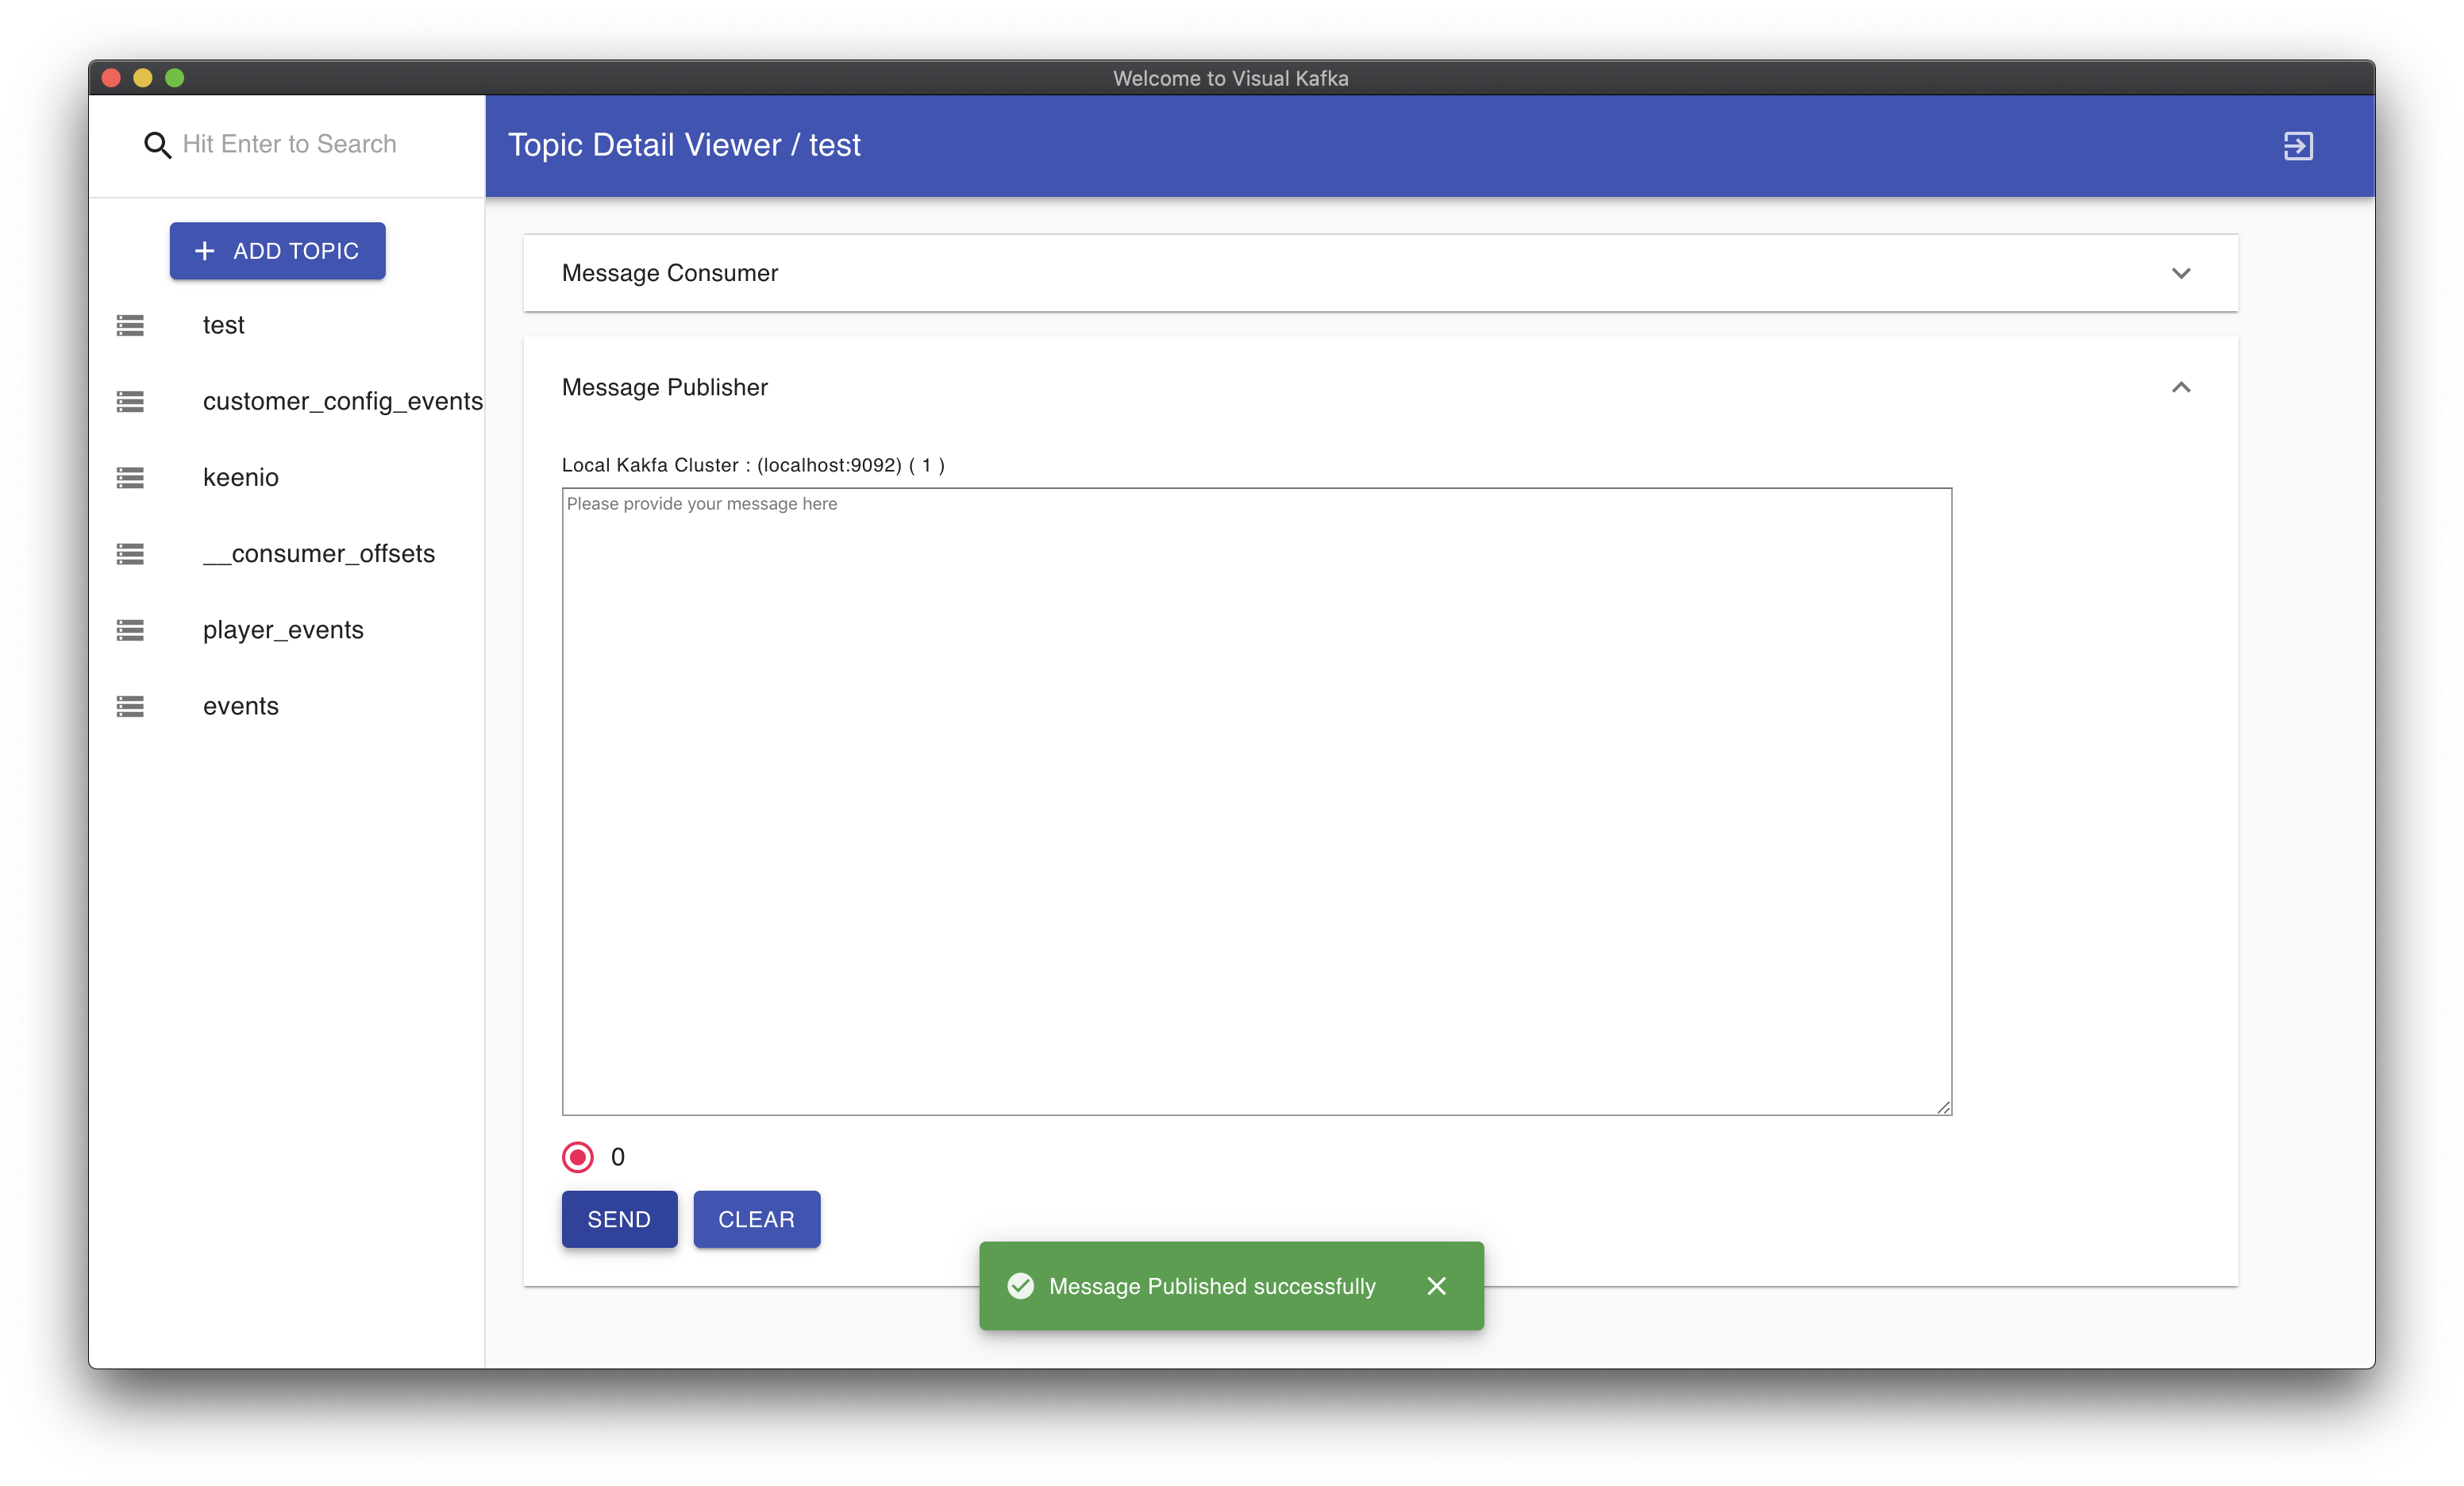 Welcome to Visual Kafka
Hit Enter to Search
Topic Detail Viewer / test
ADD TOPIC
test
customer_config_events
keenio
__consumer_offsets
player_events
events
Message Consumer
Message Publisher
Local Kakfa Cluster : (localhost:9092) ( 1 )
Please provide your message here
0
SEND CLEAR
Message Published successfully